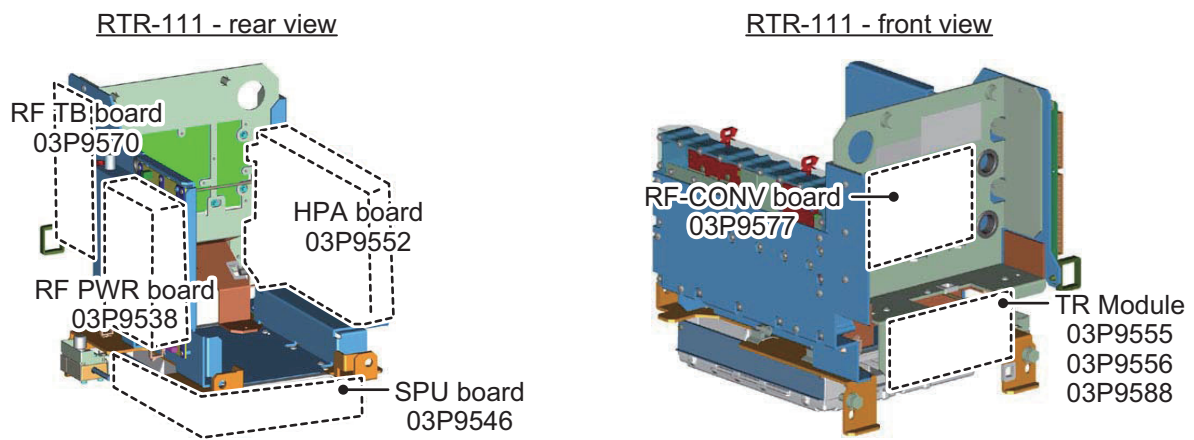 RTR-111 - rear view
RF TB board
03P9570
HPA board
03P9552
RF PWR board
03P9538
SPU board
03P9546
RTR-111 - front view
RF-CONV board
03P9577
TR Module
03P9555
03P9556
03P9588